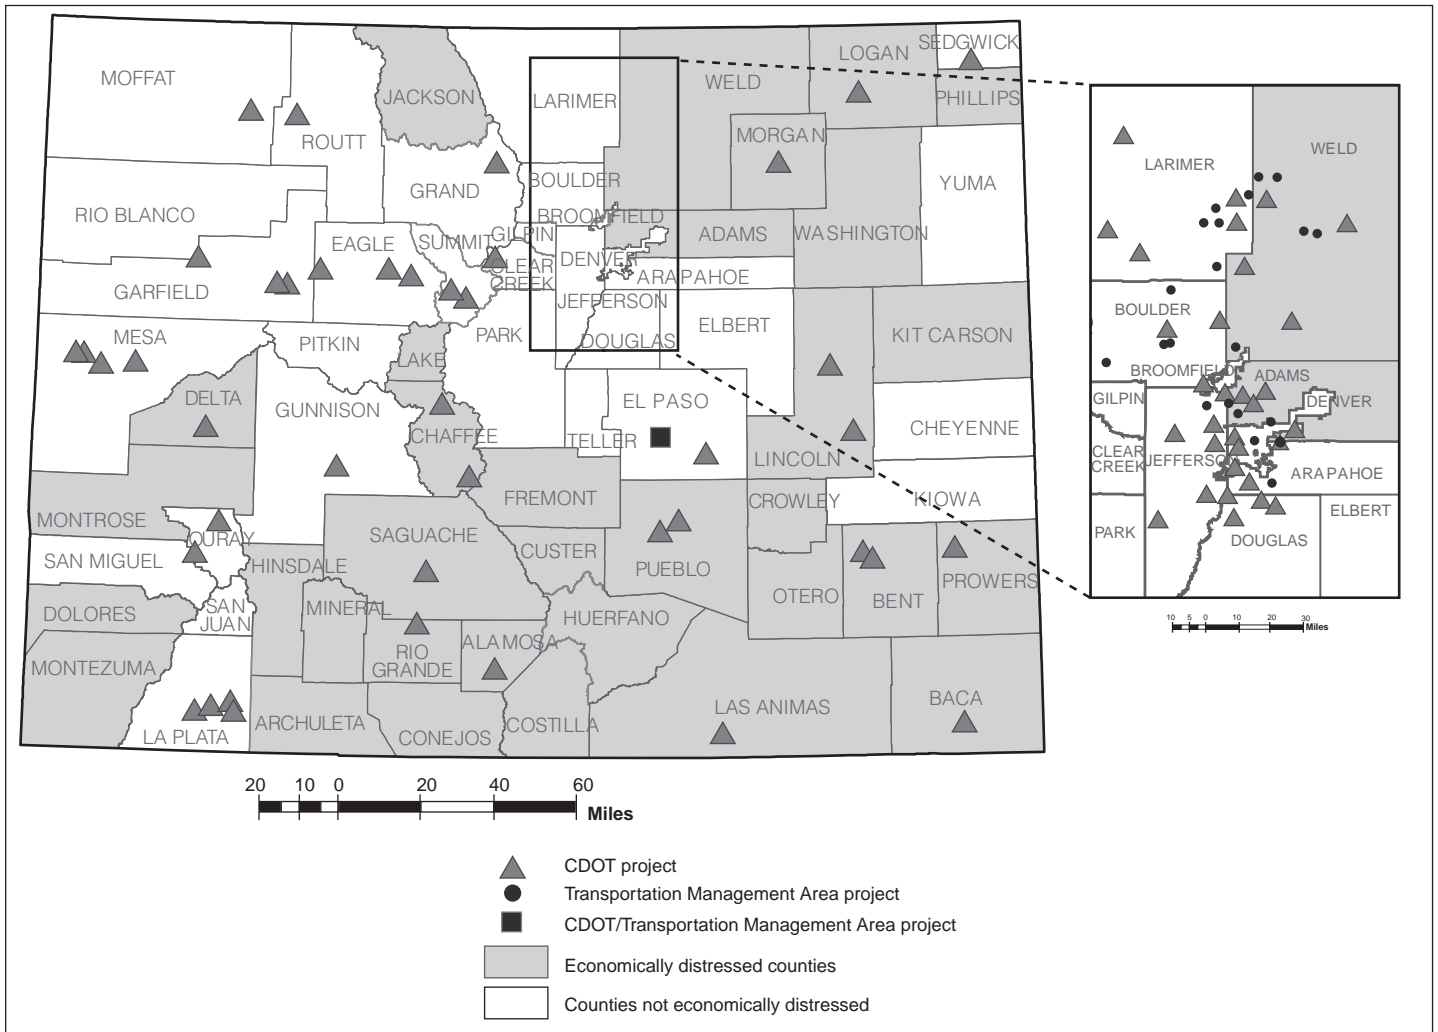 MOFFAT
ROUTT
JACKSON
LARIMER
WELD
LOGAN
SEDGWICK
PHILLIPS
MORGAN
GRAND
BOULDER
YUMA
RIO BLANCO
BROOMFIELD
EAGLE
SUMMIT
GILPIN
ADAMS
WASHINGTON
CLEAR
CREEK
DENVER
ARAPAHOE
GARFIELD
JEFFERSON
MESA
PITKIN
PARK
ELBERT
DOUGLAS
KIT CARSON
LAKE
DELTA
GUNNISON
EL PASO
CHAFFEE
TELLER
CHEYENNE
LINCOLN
FREMONT
CROWLEY
KIOWA
MONTROSE
OURAY
SAGUACHE
SAN MIGUEL
HINSDALE
CUSTER
PUEBLO
PROWERS
DOLORES
SAN
JUAN
MINERAL
OTERO
BENT
HUERFANO
RIO
GRANDE
ALAMOSA
MONTEZUMA
LA PLATA
ARCHULETA
CONEJOS
COSTILLA
LAS ANIMAS
BACA
LARIMER
WELD
BOULDER
BROOMFIELD
ADAMS
GILPIN
DENVER
CLEAR
CREEK
JEFFERSO
ARAPAHOE
PARK
DOUGLAS
ELBERT
10 5 0 10 20 30
Miles
20 10 0 20 40 60
Miles
CDOT project
Transportation Management Area project
CDOT/Transportation Management Area project
Economically distressed counties
Counties not economically distressed